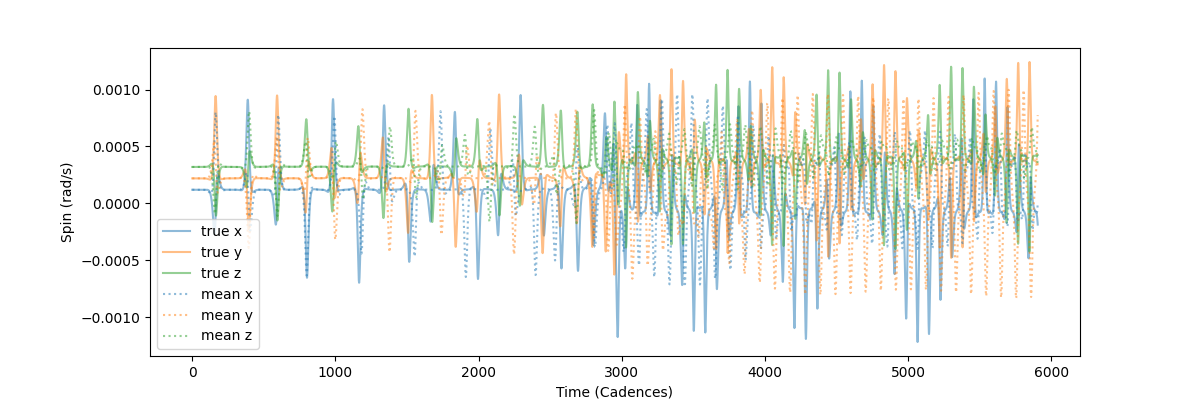 0.0010
0.0005
0.0000
−0.0005
−0.0010
Spin (rad/s)
true x
true y
true z
mean x
mean y
mean z
0 1000 2000 3000 4000 5000 6000
Time (Cadences)